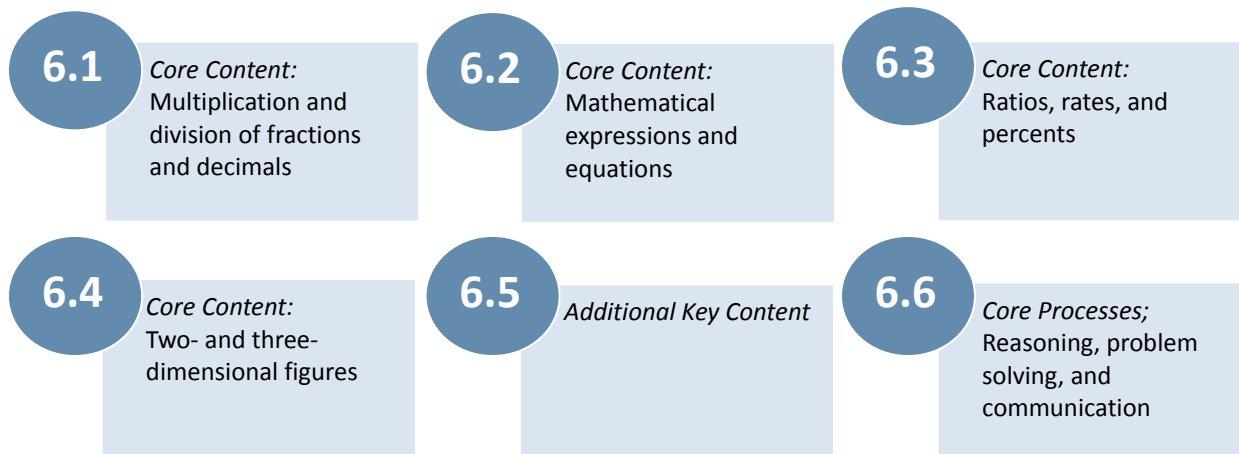 6.1
Core Content:
Multiplication and
division of fractions
and decimals
6.2
Core Content:
Mathematical
expressions and
equations
6.3
Core Content:
Ratios, rates, and
percents
6.4
Core Content:
Two- and three-
dimensional figures
6.5
Additional Key Content
6.6
Core Processes;
Reasoning, problem
solving, and
communication